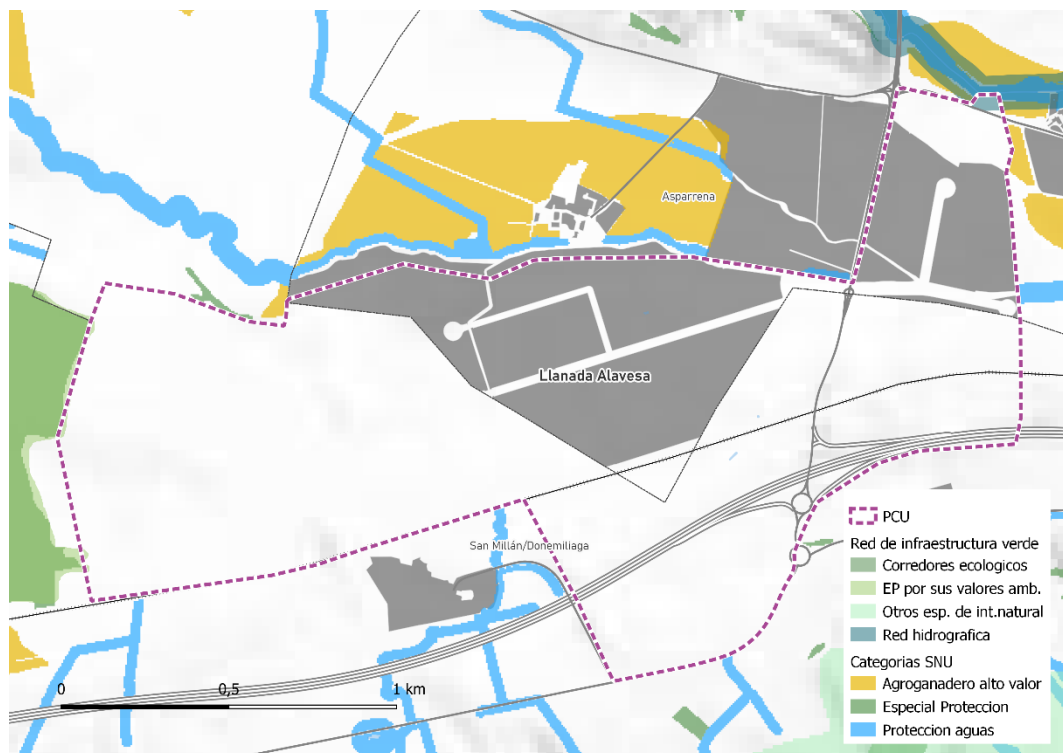 Asparrena
Llanada Alavesa
San Millán/Donemiliaga
0
0,5
1 km
PCU
Red de infraestructura verde
Corredores ecologicos
EP por sus valores amb.
Otros esp. de int.natural
Red hidrografica
Categorias SNU
Agroganadero alto valor
Especial Proteccion
Proteccion aguas